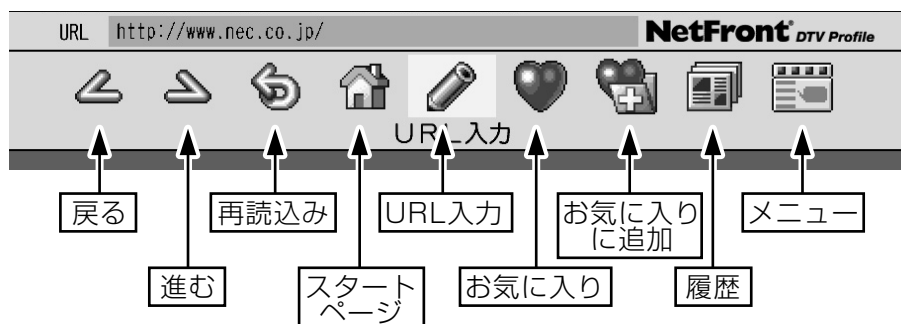 URL http://www.nec.co.jp/ NetFront DTV Profile
URL入力
戻る 再読込み URL入力 お気に入り
に追加 メニュー
進む スタート
ページ お気に入り 履歴